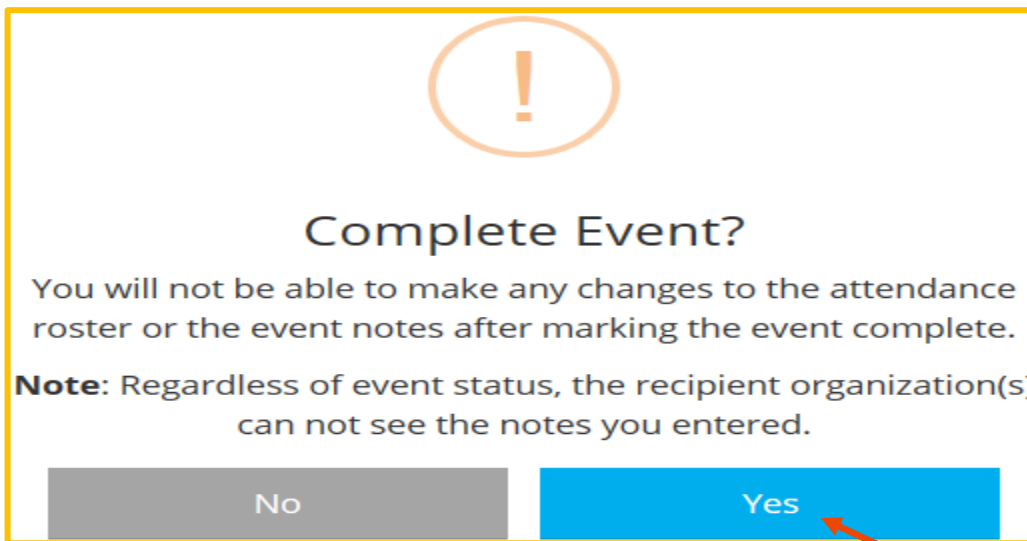 !
Complete Event?
You will not be able to make any changes to the attendance
roster or the event notes after marking the event complete.
Note: Regardless of event status, the recipient organization(s)
can not see the notes you entered.
No
Yes